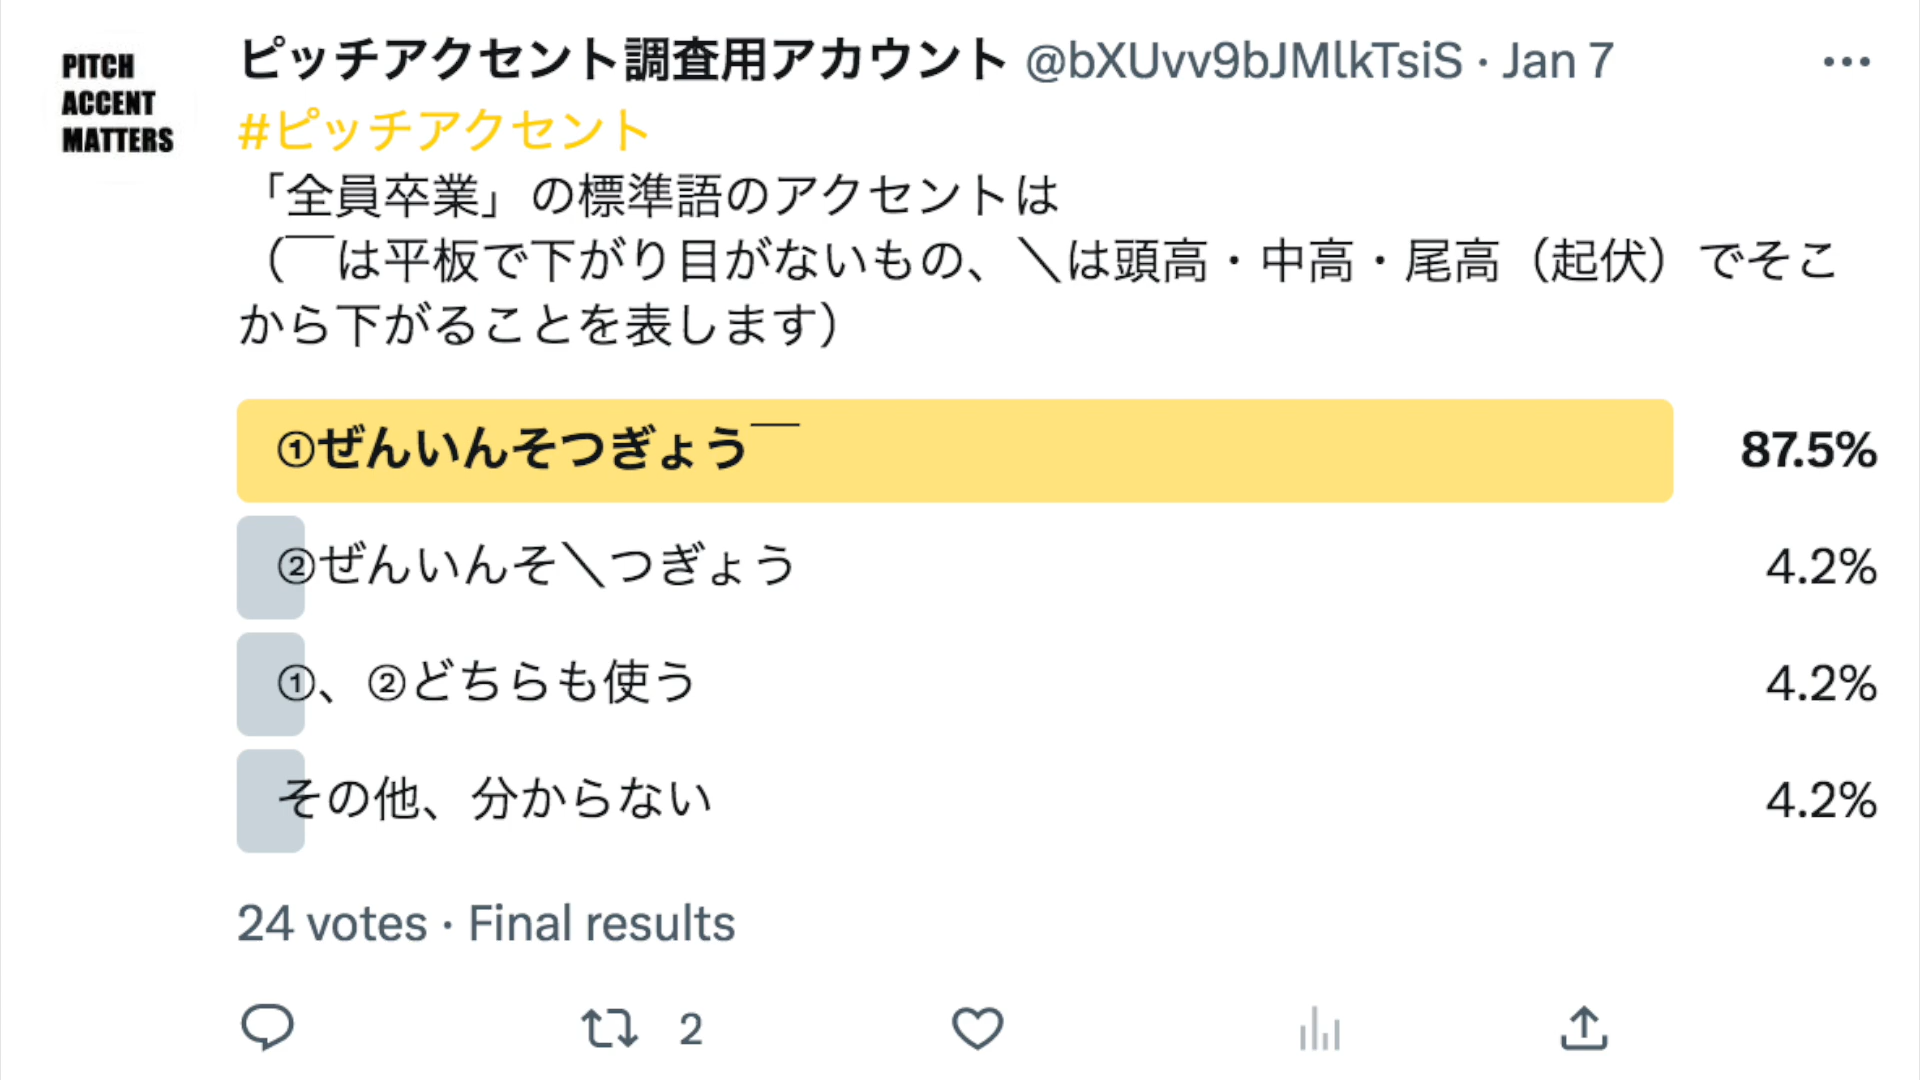 PITCH
ACCENT
MATTERS
ピッチアクセント調査用アカウント @bXUvv9bJMlkTsiS · Jan 7
#ピッチアクセント
「全員卒業」の標準語のアクセントは
（￣は平板で下がり目がないもの、＼は頭高・中高・尾高（起伏）でそこ
から下がることを表します）
①ぜんいんそつぎょう￣ 87.5%
②ぜんいんそ＼つぎょう 4.2%
①、②どちらも使う 4.2%
その他、分からない 4.2%
24 votes · Final results
2